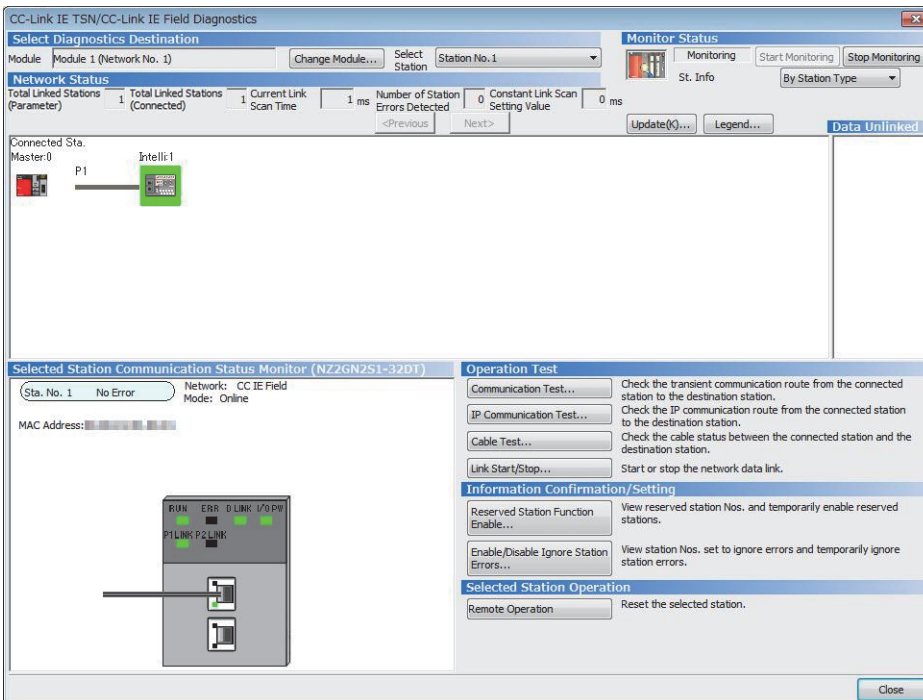 CC-Link IE TSN/CC-Link IE Field Diagnostics
Select Diagnostics Destination
Monitor Status
Module Module 1 (Network No. 1) Change Module... Select Station Station No.1
Monitoring Start Monitoring Stop Monitoring
St. Info By Station Type
Network Status
Total Linked Stations (Parameter) 1 Total Linked Stations (Connected) 1 Current Link Scan Time 1 ms Number of Station Errors Detected 0 Constant Link Scan Setting Value 0 ms
<Previous Next> Update(K)... Legend... Data Unlinked
Connected Sta.
Master:0 Intelli:1
P1
Selected Station Communication Status Monitor (NZ2GN2S1-32DT)
Sta. No. 1 No Error
Network: CC IE Field
Mode: Online
MAC Address:
RUN ERR D LINK I/O PW
P1 LINK P2 LINK
Operation Test
Communication Test... Check the transient communication route from the connected
station to the destination station.
IP Communication Test... Check the IP communication route from the connected station
to the destination station.
Cable Test... Check the cable status between the connected station and the
destination station.
Link Start/Stop... Start or stop the network data link.
Information Confirmation/Setting
Reserved Station Function View reserved station Nos. and temporarily enable reserved
Enable... stations.
Enable/Disable Ignore Station View station Nos. set to ignore errors and temporarily ignore
Errors... station errors.
Selected Station Operation
Remote Operation Reset the selected station.
Close